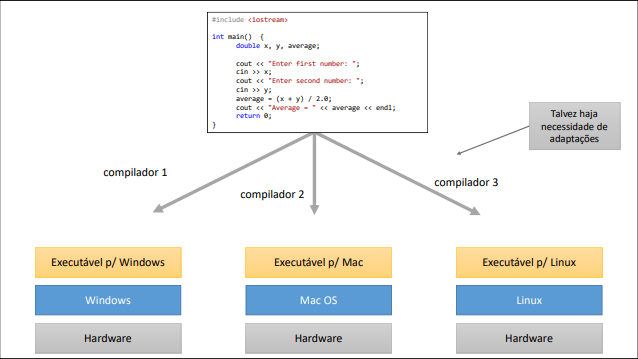 #include <iostream>
int main()  {
double x, y, average;
cout << "Enter first number: ";
cin >> x;
cout << "Enter second number: ";
cin >> y;
average = (x + y) / 2.0;
cout << "Average = " << average << endl;
return 0;
}
Talvez haja
necessidade de
adaptações
compilador 1
compilador 2
compilador 3
Executável p/ Windows
Executável p/ Mac
Executável p/ Linux
Windows
Mac OS
Linux
Hardware
Hardware
Hardware